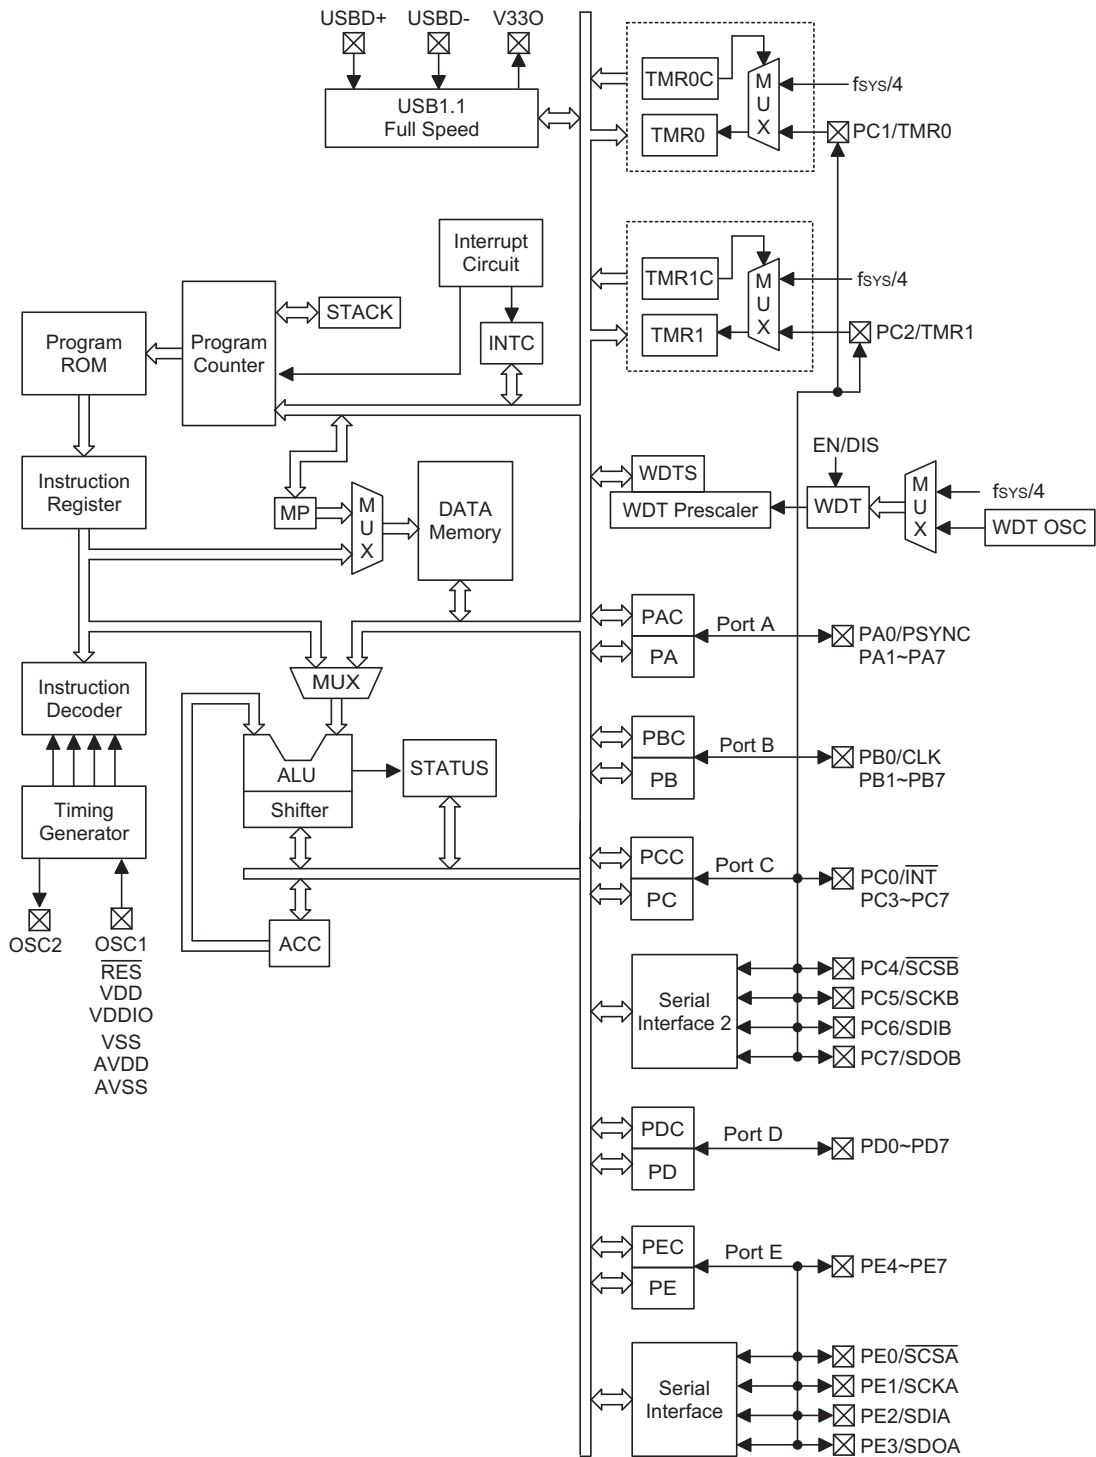 USBD+ USBD- V33O
USB1.1
Full Speed
TMR0C
TMR0
MUX
fSYS/4
PC1/TMR0
Interrupt
Circuit
TMR1C
TMR1
MUX
fSYS/4
PC2/TMR1
STACK
INTC
Program
ROM
Program
Counter
Instruction
Register
MP
MUX
DATA
Memory
WDTS
WDT Prescaler
EN/DIS
WDT
MUX
fSYS/4
WDT OSC
PAC
PA
Port A
PA0/PSYNC
PA1~PA7
Instruction
Decoder
MUX
ALU
Shifter
STATUS
PBC
PB
Port B
PB0/CLK
PB1~PB7
Timing
Generator
OSC2
OSC1
RES
VDD
VDDIO
VSS
AVDD
AVSS
ACC
PCC
PC
Port C
PC0/INT
PC3~PC7
Serial
Interface 2
PC4/SCSB
PC5/SCKB
PC6/SDIB
PC7/SDOB
PDC
PD
Port D
PD0~PD7
PEC
PE
Port E
PE4~PE7
Serial
Interface
PE0/SCSA
PE1/SCKA
PE2/SDIA
PE3/SDOA